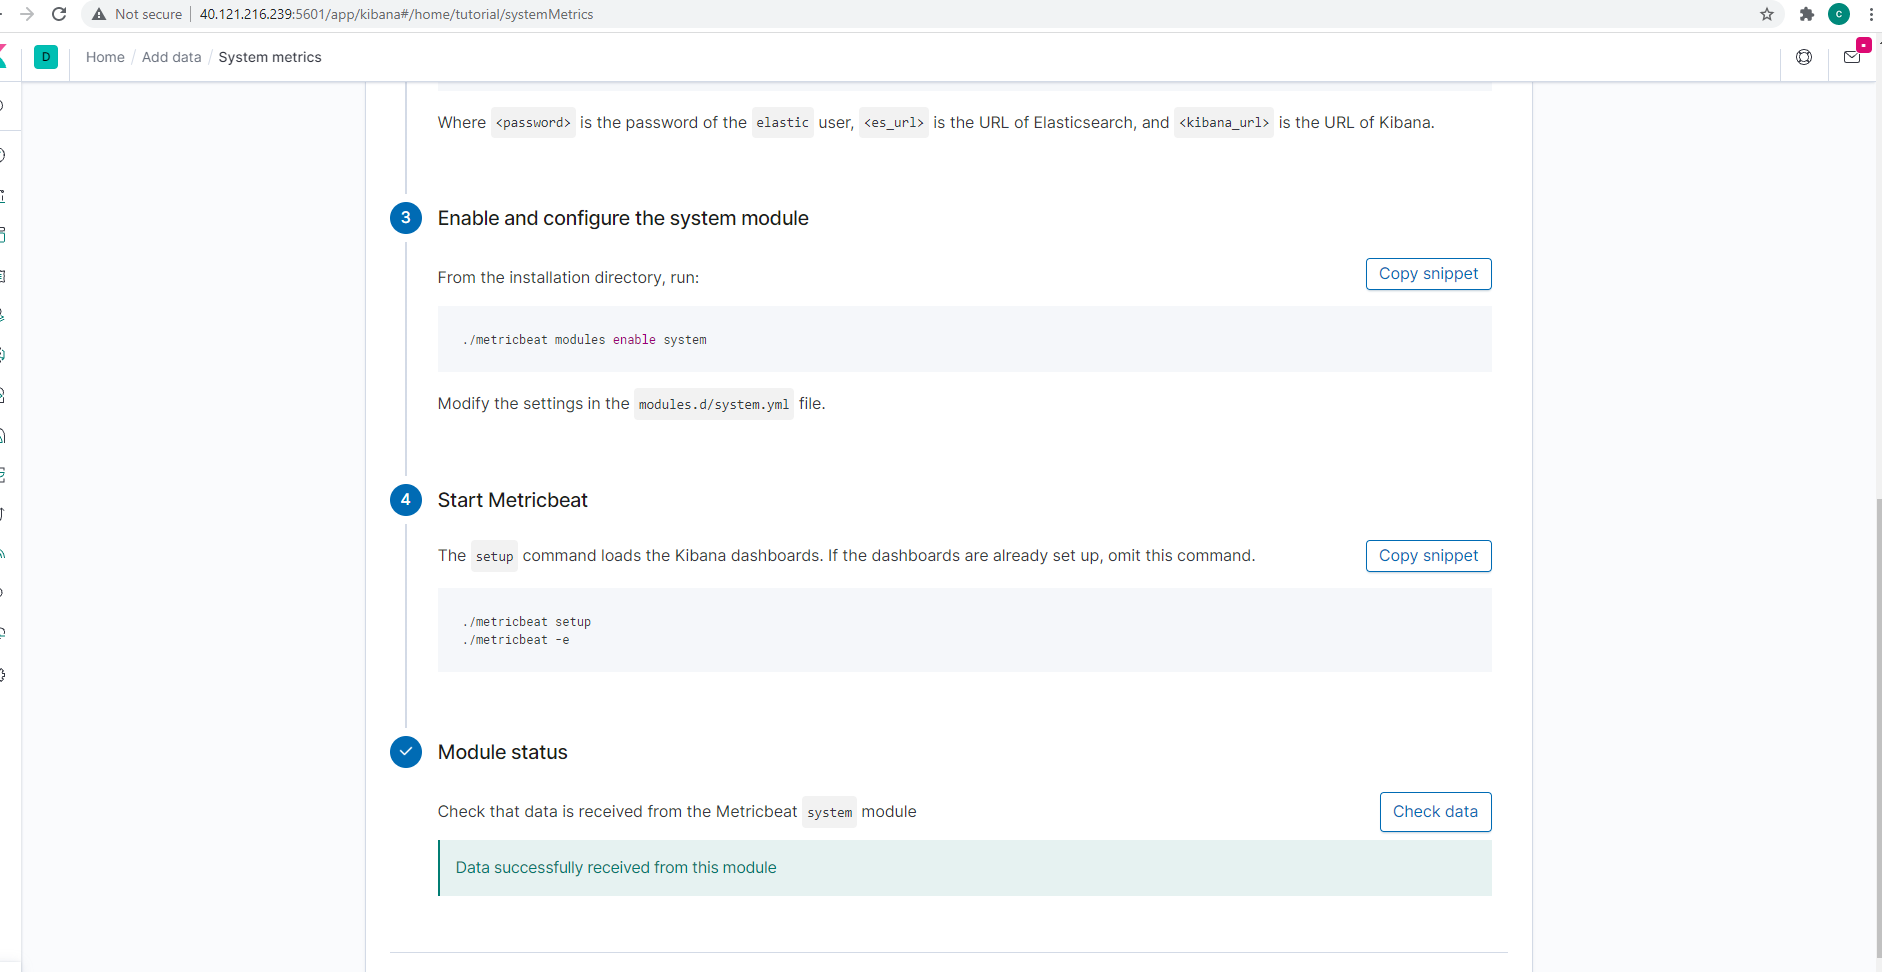 Not secure
40.121.216.239:5601/app/kibana#/home/tutorial/systemMetrics
c
D
Home / Add data / System metrics
Where <password> is the password of the elastic user, <es_url> is the URL of Elasticsearch, and <kibana_url> is the URL of Kibana.
3 Enable and configure the system module
From the installation directory, run:
Copy snippet
./metricbeat modules enable system
Modify the settings in the modules.d/system.yml file.
4 Start Metricbeat
The setup command loads the Kibana dashboards. If the dashboards are already set up, omit this command.
Copy snippet
./metricbeat setup
./metricbeat -e
Module status
Check that data is received from the Metricbeat system module
Check data
Data successfully received from this module